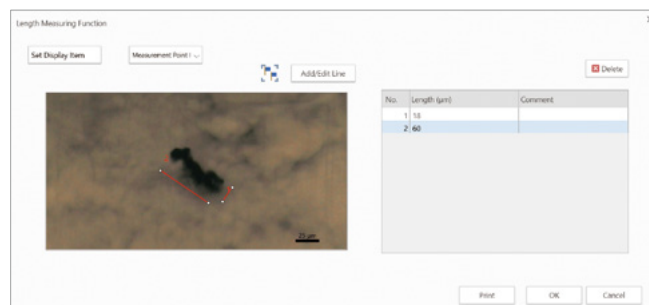 Length Measuring Function
Set Display Item
Measurement Point I
Add/Edit Line
Delete
No. Length (µm) Comment
1 18
2 60
25 µm
Print OK Cancel